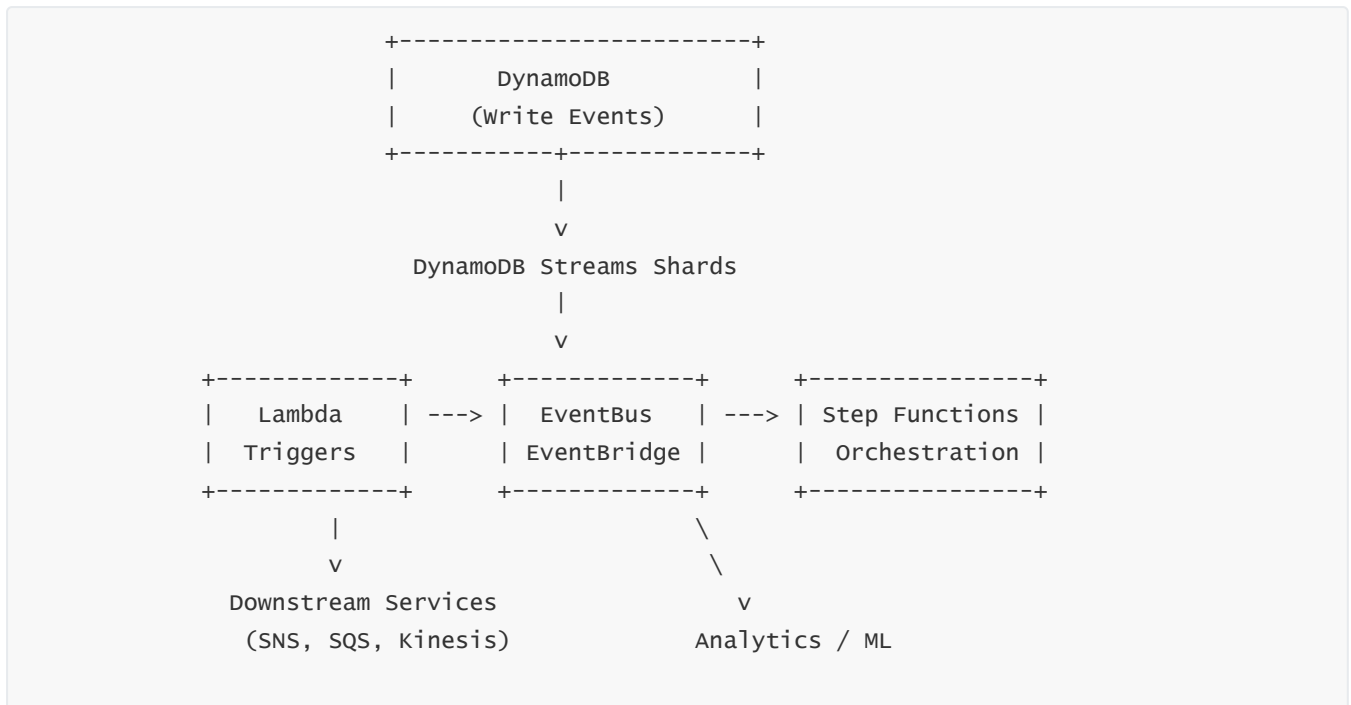 +-------------------------+
|       DynamoDB          |
|     (Write Events)      |
+-----------+-------------+
|
v
DynamoDB Streams Shards
|
v
+-------------+      +-------------+      +----------------+
|   Lambda    | ---> |  EventBus   | ---> | Step Functions |
|  Triggers   |      | EventBridge |      |  Orchestration |
+-------------+      +-------------+      +----------------+
|                         \
v                          \
Downstream Services                 v
(SNS, SQS, Kinesis)             Analytics / ML